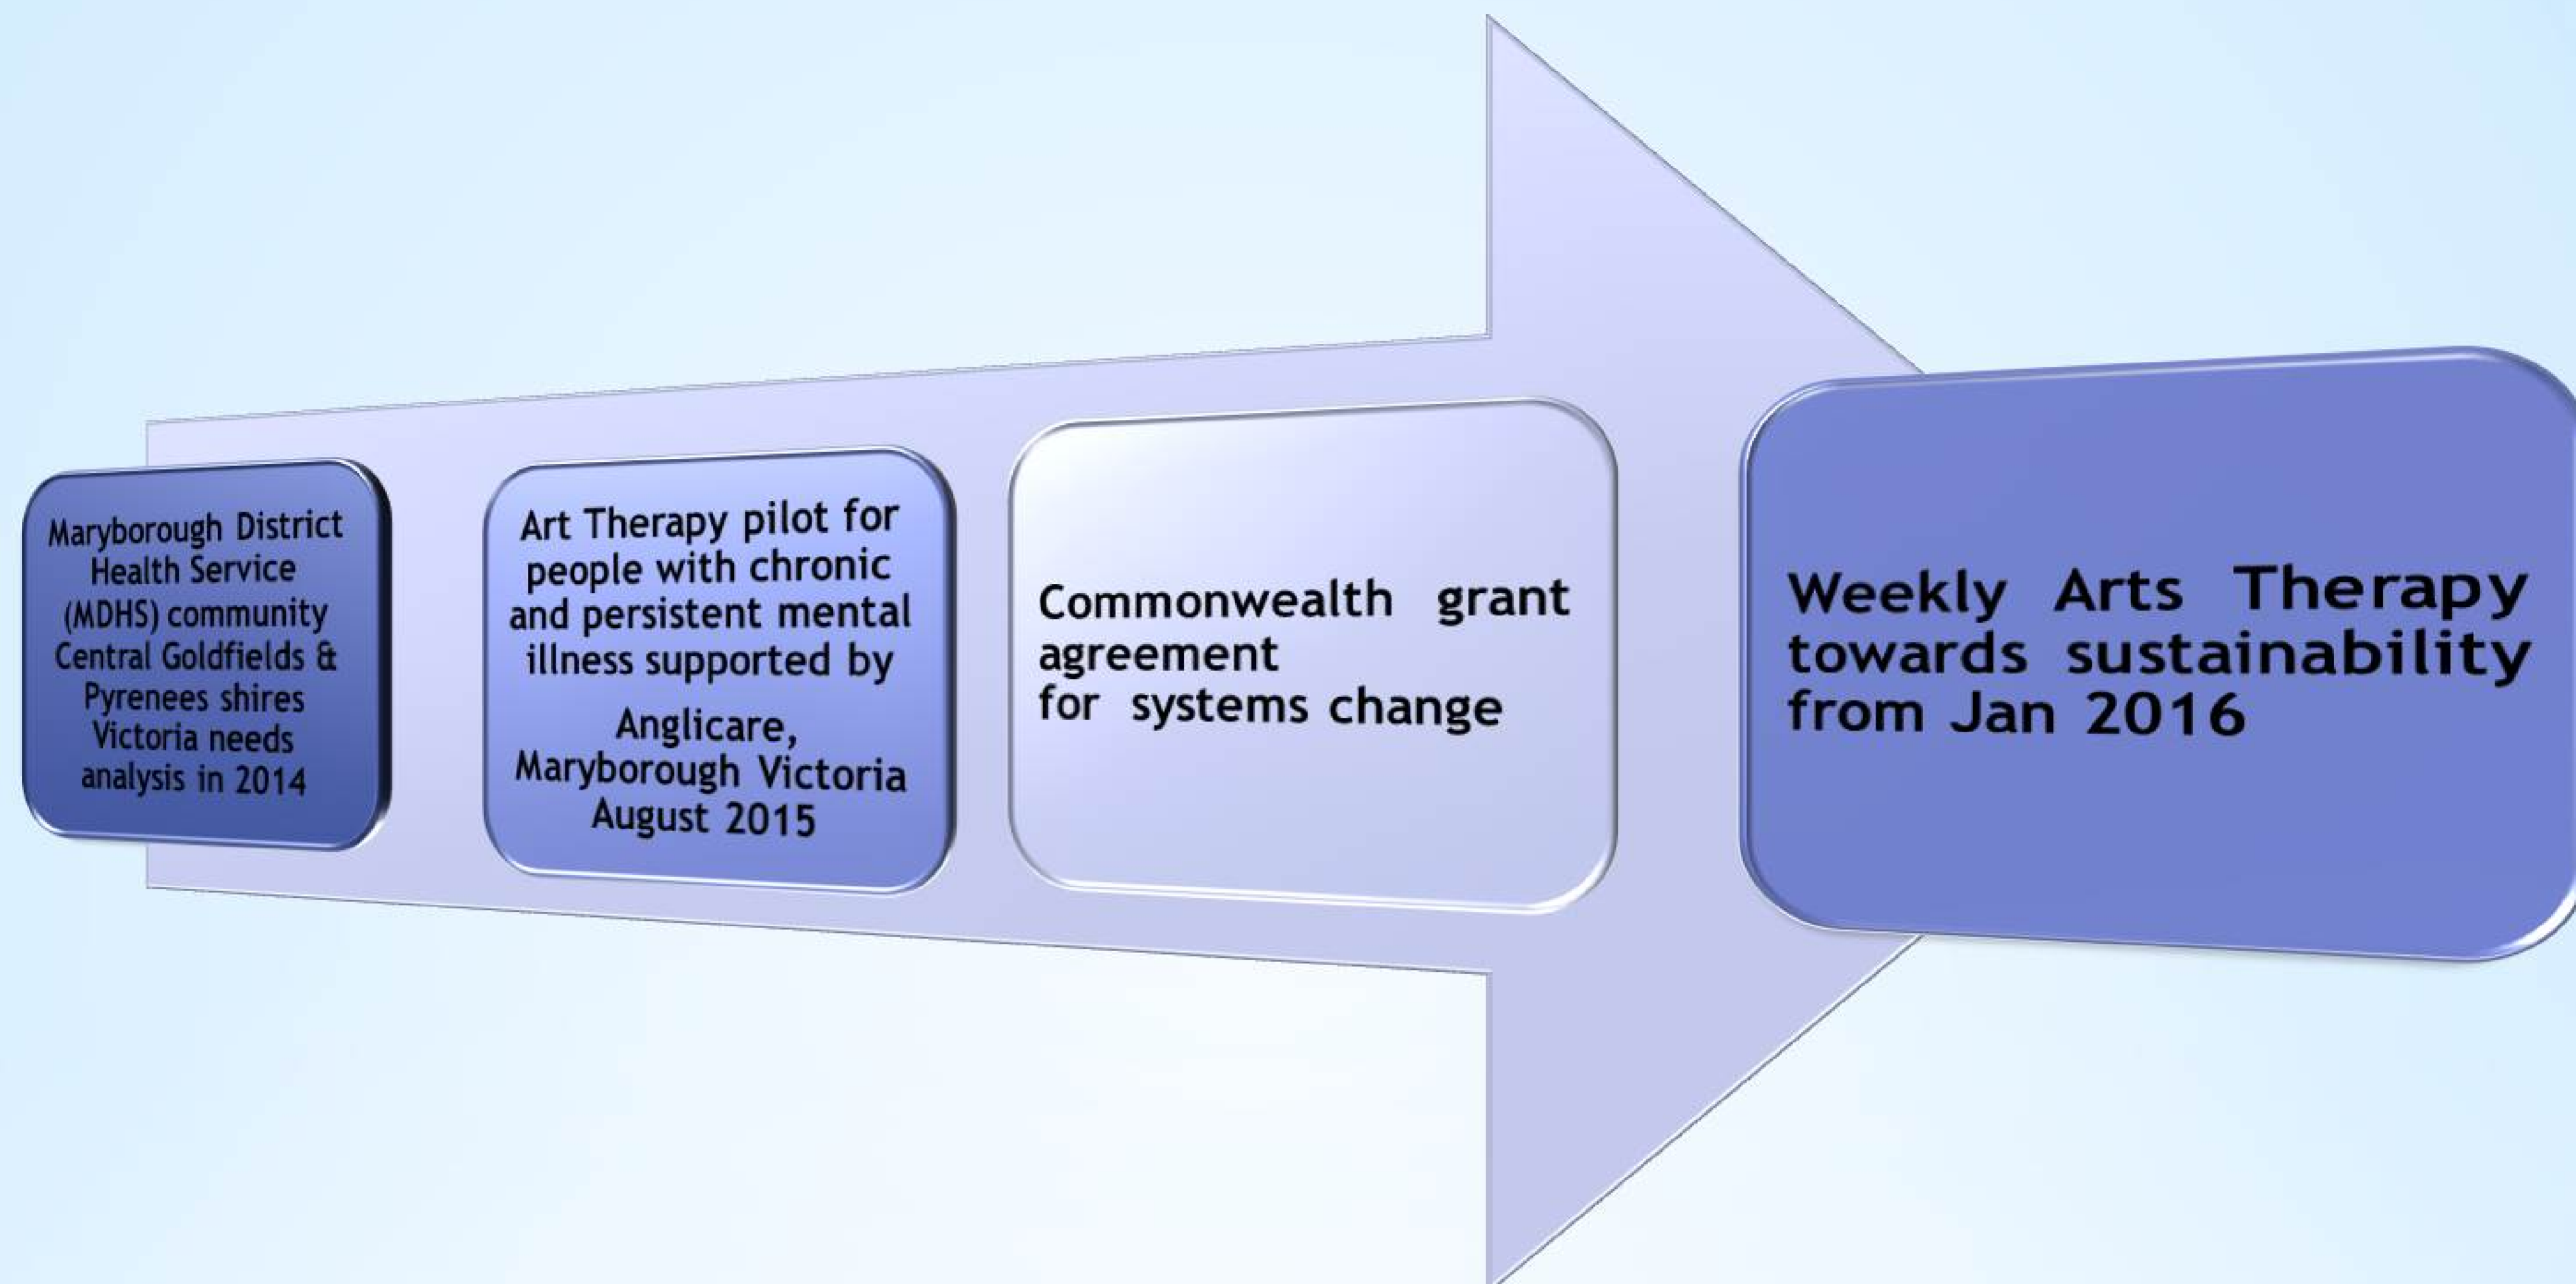 Maryborough District
Health Service
(MDHS) community
Central Goldfields &
Pyrenees shires
Victoria needs
analysis in 2014
Art Therapy pilot for
people with chronic
and persistent mental
illness supported by
Anglicare,
Maryborough Victoria
August 2015
Commonwealth grant
agreement
for systems change
Weekly Arts Therapy
towards sustainability
from Jan 2016